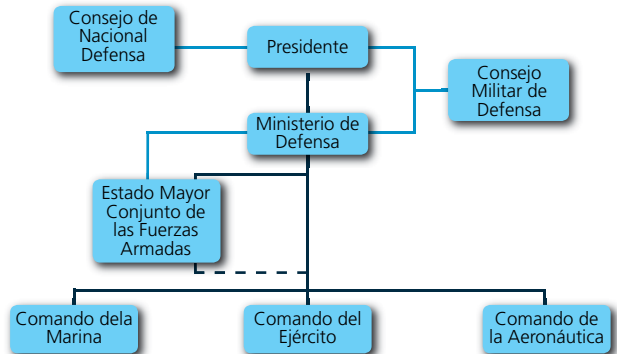 Consejo de
Nacional
Defensa
Presidente
Consejo
Militar de
Defensa
Ministerio de
Defensa
Estado Mayor
Conjunto de
las Fuerzas
Armadas
Comando dela
Marina
Comando del
Ejército
Comando de
la Aeronáutica